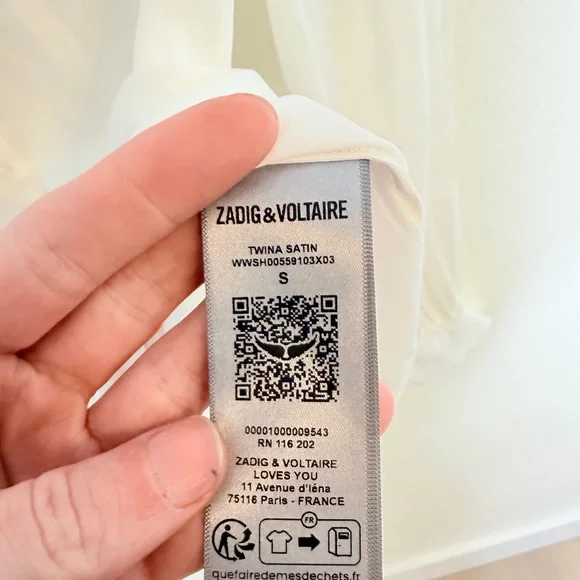 ZADIG&VOLTAIRE
TWINA SATIN
WWSH00559103X03
S
00001000009543
RN 116 202
ZADIG & VOLTAIRE
LOVES YOU
11 Avenue d'Iéna
75116 Paris - FRANCE
FR
quefairedemesdechets.fr